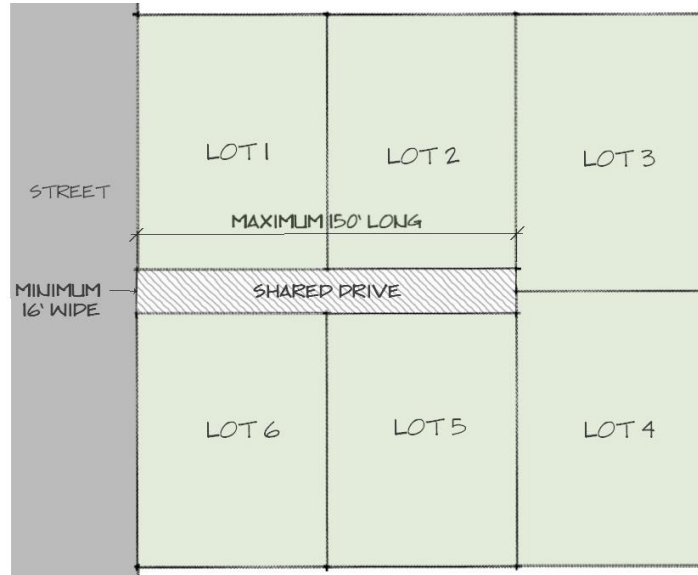 LOT 1
LOT 2
LOT 3
STREET
MAXIMUM 150' LONG
MINIMUM
16' WIDE
SHARED DRIVE
LOT 6
LOT 5
LOT 4